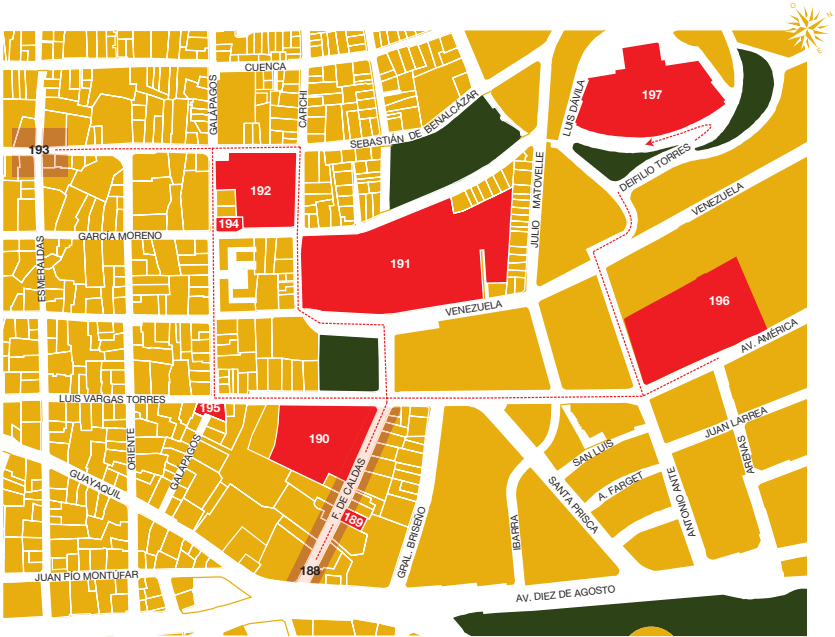 O
N
E
CUENCA
GALÁPAGOS
CARCHI
SEBASTIÁN DE BENALCÁZAR
LUIS DÁVILA
197
193
192
DEIFILIO TORRES
JULIO MATOVELLE
VENEZUELA
194
GARCÍA MORENO
ESMERALDAS
191
196
VENEZUELA
AV. AMÉRICA
LUIS VARGAS TORRES
195
190
ORIENTE
GALÁPAGOS
JUAN LARREA
ARENAS
SAN LUIS
GUAYAQUIL
F. DE CALDAS
189
A. FARGET
SANTA PRISCA
ANTONIO ANTE
IBARRA
GRAL. BRISENO
188
JUAN PÍO MONTÚFAR
AV. DIEZ DE AGOSTO